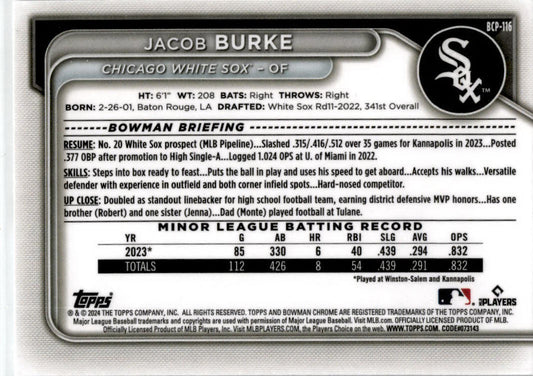 BCP-116
JACOB BURKE
CHICAGO WHITE SOX™ – OF
Sox
™
HT: 6'1" WT: 208 BATS: Right THROWS: Right
BORN: 2-26-01, Baton Rouge, LA DRAFTED: White Sox Rd11-2022, 341st Overall
BOWMAN BRIEFING
RESUME: No. 20 White Sox prospect (MLB Pipeline)...Slashed .315/.416/.512 over 35 games for Kannapolis in 2023...Posted
.377 OBP after promotion to High Single-A...Logged 1.024 OPS at U. of Miami in 2022.
SKILLS: Steps into box ready to feast...Puts the ball in play and uses his speed to get aboard...Accepts his walks...Versatile
defender with experience in outfield and both corner infield spots...Hard-nosed competitor.
UP CLOSE: Doubled as standout linebacker for high school football team, earning district defensive MVP honors...Has one
brother (Robert) and one sister (Jenna)...Dad (Monte) played football at Tulane.
MINOR LEAGUE BATTING RECORD
YR G AB HR RBI SLG AVG OPS
2023* 85 330 6 40 .439 .294 .832
TOTALS 112 426 8 54 .439 .291 .832
*Played at Winston-Salem and Kannapolis
Topps
PLAYERS
® & © 2024 THE TOPPS COMPANY, INC. ALL RIGHTS RESERVED. TOPPS AND BOWMAN CHROME ARE REGISTERED TRADEMARKS OF THE TOPPS COMPANY, INC.
Major League Baseball trademarks and copyrights are used with permission of Major League Baseball. Visit MLB.com. OFFICIALLY LICENSED PRODUCT OF MLB PLAYERS, INC.
Officially Licensed Product of MLB Players, Inc. Visit MLBPLAYERS.com, the Players Choice on the web. WWW.TOPPS.COM. CODE#073143